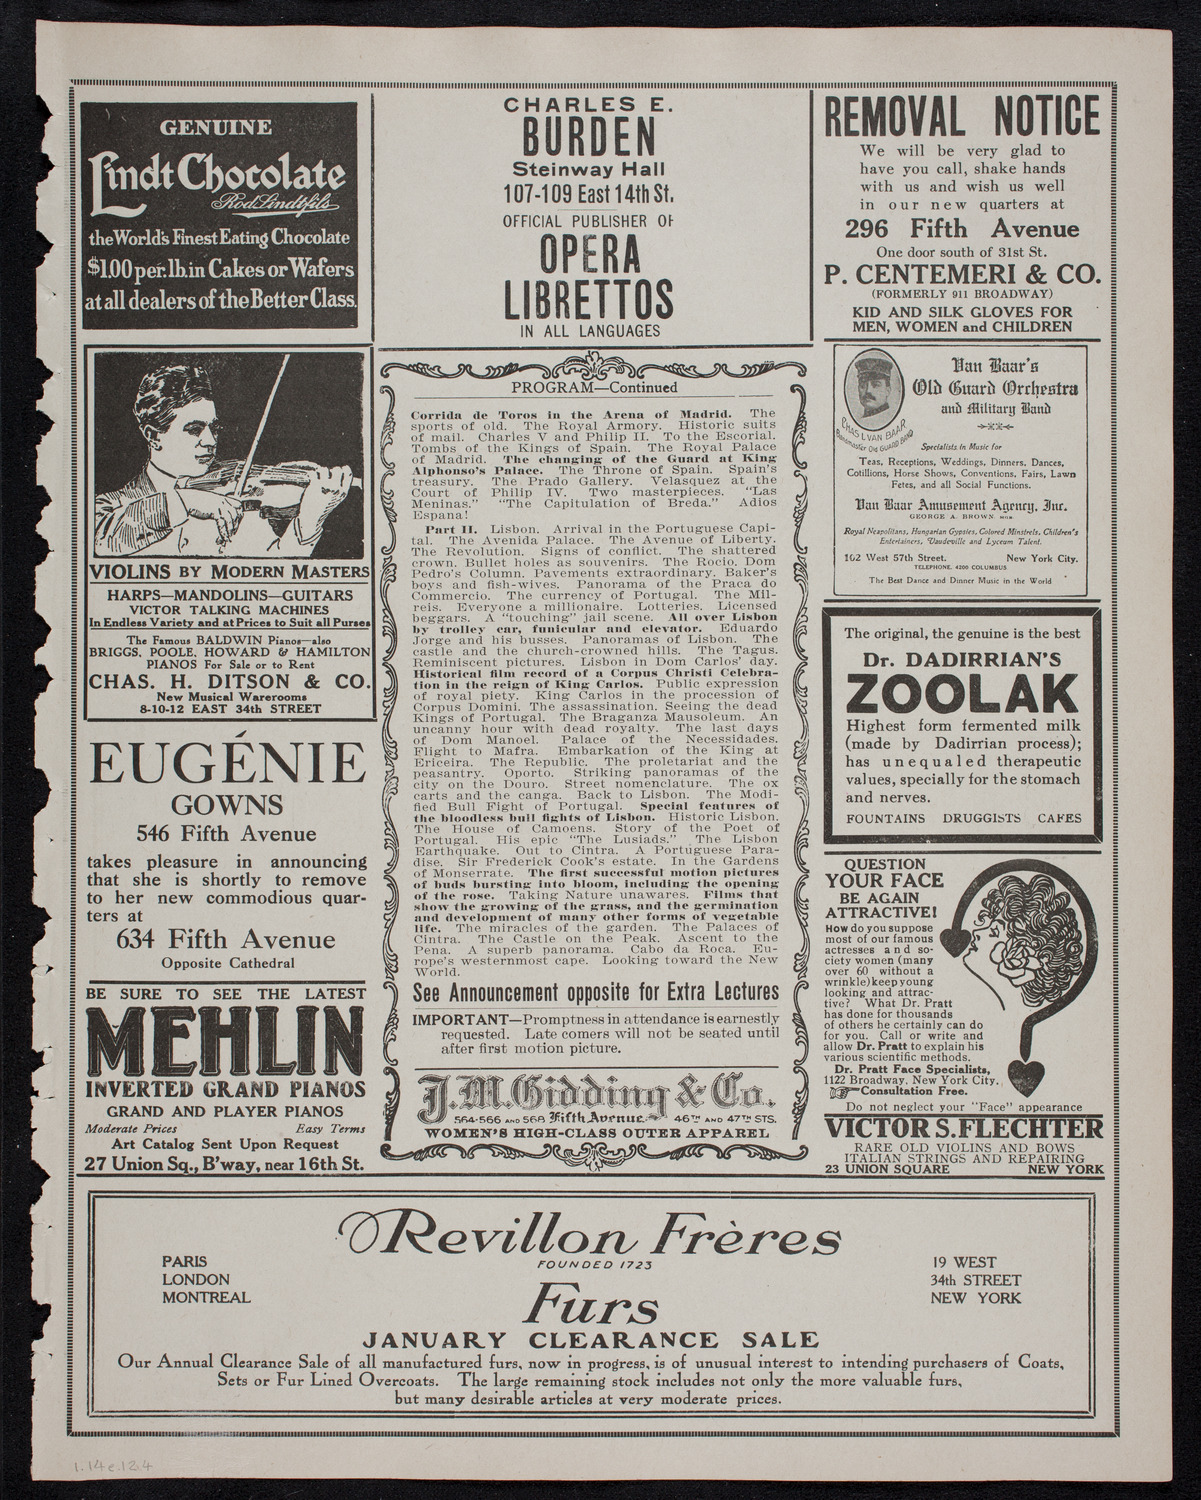 GENUINE
Lindt Chocolate
Rod. Lindt fils
the World's Finest Eating Chocolate
$1.00 per. lb. in Cakes or Wafers
at all dealers of the Better Class.
VIOLINS BY MODERN MASTERS
HARPS—MANDOLINS—GUITARS
VICTOR TALKING MACHINES
In Endless Variety and at Prices to Suit all Purses
The Famous BALDWIN Pianos—also
BRIGGS, POOLE, HOWARD & HAMILTON
PIANOS For Sale or to Rent
CHAS. H. DITSON & CO.
New Musical Warerooms
8-10-12 EAST 34th STREET
EUGÉNIE
GOWNS
546 Fifth Avenue
takes pleasure in announcing
that she is shortly to remove
to her new commodious quar-
ters at
634 Fifth Avenue
Opposite Cathedral
BE SURE TO SEE THE LATEST
MEHLIN
INVERTED GRAND PIANOS
GRAND AND PLAYER PIANOS
Moderate Prices Easy Terms
Art Catalog Sent Upon Request
27 Union Sq., B'way, near 16th St.
CHARLES E.
BURDEN
Steinway Hall
107-109 East 14th St.
OFFICIAL PUBLISHER OF
OPERA
LIBRETTOS
IN ALL LANGUAGES
PROGRAM—Continued
Corrida de Toros in the Arena of Madrid. The
sports of old. The Royal Armory. Historic suits
of mail. Charles V and Philip II. To the Escorial.
Tombs of the Kings of Spain. The Royal Palace
of Madrid. The changing of the Guard at King
Alphonso's Palace. The Throne of Spain. Spain's
treasury. The Prado Gallery. Velasquez at the
Court of Philip IV. Two masterpieces. "Las
Meninas." "The Capitulation of Breda." Adios
Espana!
Part II. Lisbon. Arrival in the Portuguese Capi-
tal. The Avenida Palace. The Avenue of Liberty.
The Revolution. Signs of conflict. The shattered
crown. Bullet holes as souvenirs. The Rocio. Dom
Pedro's Column. Pavements extraordinary. Baker's
boys and fish-wives. Panorama of the Praca do
Commercio. The currency of Portugal. The Mil-
reis. Everyone a millionaire. Lotteries. Licensed
beggars. A "touching" jail scene. All over Lisbon
by trolley car, funicular and elevator. Eduardo
Jorge and his busses. Panoramas of Lisbon. The
castle and the church-crowned hills. The Tagus.
Reminiscent pictures. Lisbon in Dom Carlos' day.
Historical film record of a Corpus Christi Celebra-
tion in the reign of King Carlos. Public expression
of royal piety. King Carlos in the procession of
Corpus Domini. The assassination. Seeing the dead
Kings of Portugal. The Braganza Mausoleum. An
uncanny hour with dead royalty. The last days
of Dom Manoel. Palace of the Necessidades.
Flight to Mafra. Embarkation of the King at
Ericeira. The Republic. The proletariat and the
peasantry. Oporto. Striking panoramas of the
city on the Douro. Street nomenclature. The ox
carts and the canga. Back to Lisbon. The Modi-
fied Bull Fight of Portugal. Special features of
the bloodless bull fights of Lisbon. Historic Lisbon.
The House of Camoens. Story of the Poet of
Portugal. His epic "The Lusiads." The Lisbon
Earthquake. Out to Cintra. A Portuguese Para-
dise. Sir Frederick Cook's estate. In the Gardens
of Monserrate. The first successful motion pictures
of buds bursting into bloom, including the opening
of the rose. Taking Nature unawares. Films that
show the growing of the grass, and the germination
and development of many other forms of vegetable
life. The miracles of the garden. The Palaces of
Cintra. The Castle on the Peak. Ascent to the
Pena. A superb panorama. Cabo da Roca. Eu-
rope's westernmost cape. Looking toward the New
World.
See Announcement opposite for Extra Lectures
IMPORTANT—Promptness in attendance is earnestly
requested. Late comers will not be seated until
after first motion picture.
J. M. Gidding & Co.
564-566 AND 568 Fifth Avenue 46TH AND 47TH STS.
WOMEN'S HIGH-CLASS OUTER APPAREL
REMOVAL NOTICE
We will be very glad to
have you call, shake hands
with us and wish us well
in our new quarters at
296 Fifth Avenue
One door south of 31st St.
P. CENTEMERI & CO.
(FORMERLY 911 BROADWAY)
KID AND SILK GLOVES FOR
MEN, WOMEN and CHILDREN
Van Baar's
Old Guard Orchestra
and Military Band
CHAS L VAN BAAR
Bandmaster Old GUARD BAND
Specialists in Music for
Teas, Receptions, Weddings, Dinners, Dances,
Cotillions, Horse Shows, Conventions, Fairs, Lawn
Fetes, and all Social Functions.
Van Baar Amusement Agency, Inc.
GEORGE A. BROWN MGR.
Royal Neapolitans, Hungarian Gypsies, Colored Minstrels, Children's
Entertainers, Vaudeville and Lyceum Talent.
162 West 57th Street. New York City.
TELEPHONE, 4200 COLUMBUS
The Best Dance and Dinner Music in the World
The original, the genuine is the best
Dr. DADIRRIAN'S
ZOOLAK
Highest form fermented milk
(made by Dadirrian process);
has unequaled therapeutic
values, specially for the stomach
and nerves.
FOUNTAINS DRUGGISTS CAFES
QUESTION
YOUR FACE
BE AGAIN
ATTRACTIVE!
How do you suppose
most of our famous
actresses and so-
ciety women (many
over 60 without a
wrinkle) keep young
looking and attrac-
tive? What Dr. Pratt
has done for thousands
of others he certainly can do
for you. Call or write and
allow Dr. Pratt to explain his
various scientific methods.
Dr. Pratt Face Specialists,
1122 Broadway, New York City.
Consultation Free.
Do not neglect your "Face" appearance
VICTOR S. FLECHTER
RARE OLD VIOLINS AND BOWS
ITALIAN STRINGS AND REPAIRING
23 UNION SQUARE NEW YORK
Revillon Frères
FOUNDED 1723
PARIS
LONDON
MONTREAL
19 WEST
34th STREET
NEW YORK
Furs
JANUARY CLEARANCE SALE
Our Annual Clearance Sale of all manufactured furs, now in progress, is of unusual interest to intending purchasers of Coats,
Sets or Fur Lined Overcoats. The large remaining stock includes not only the more valuable furs,
but many desirable articles at very moderate prices.
1.14e.12.4